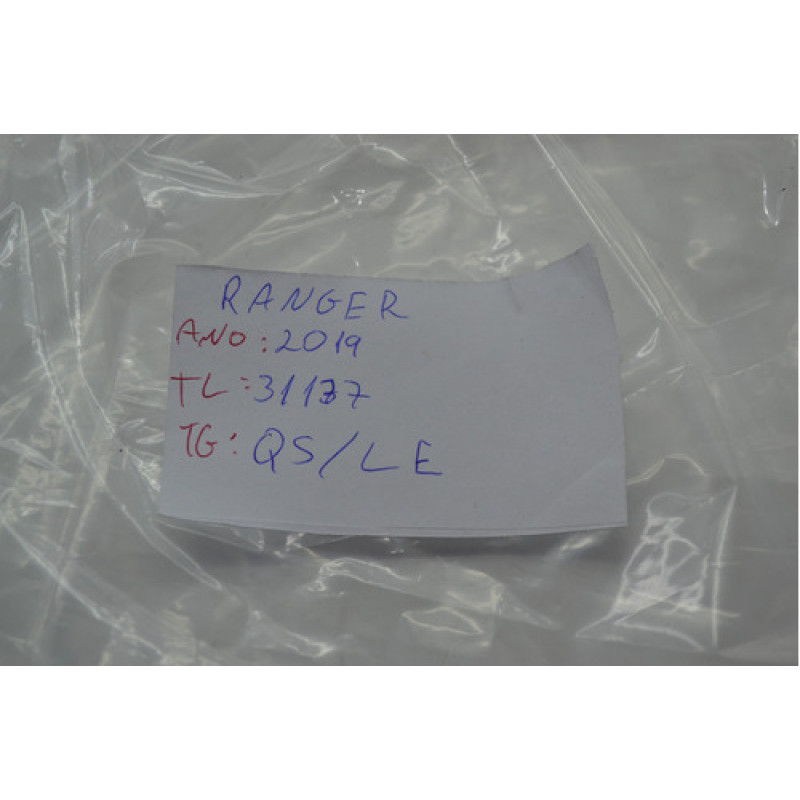 RANGER
ANO: 2019
TL: 31137
TG: QS/LE